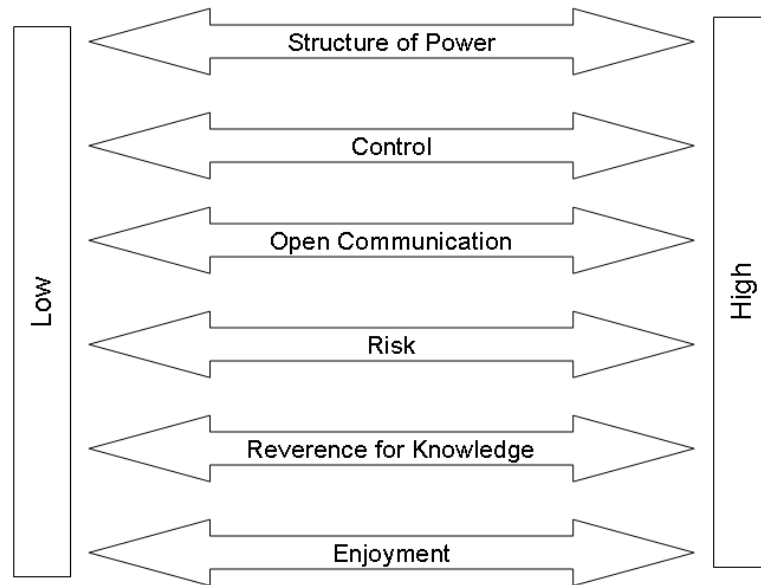 Structure of Power
Control
Open Communication
Low
High
Risk
Reverence for Knowledge
Enjoyment